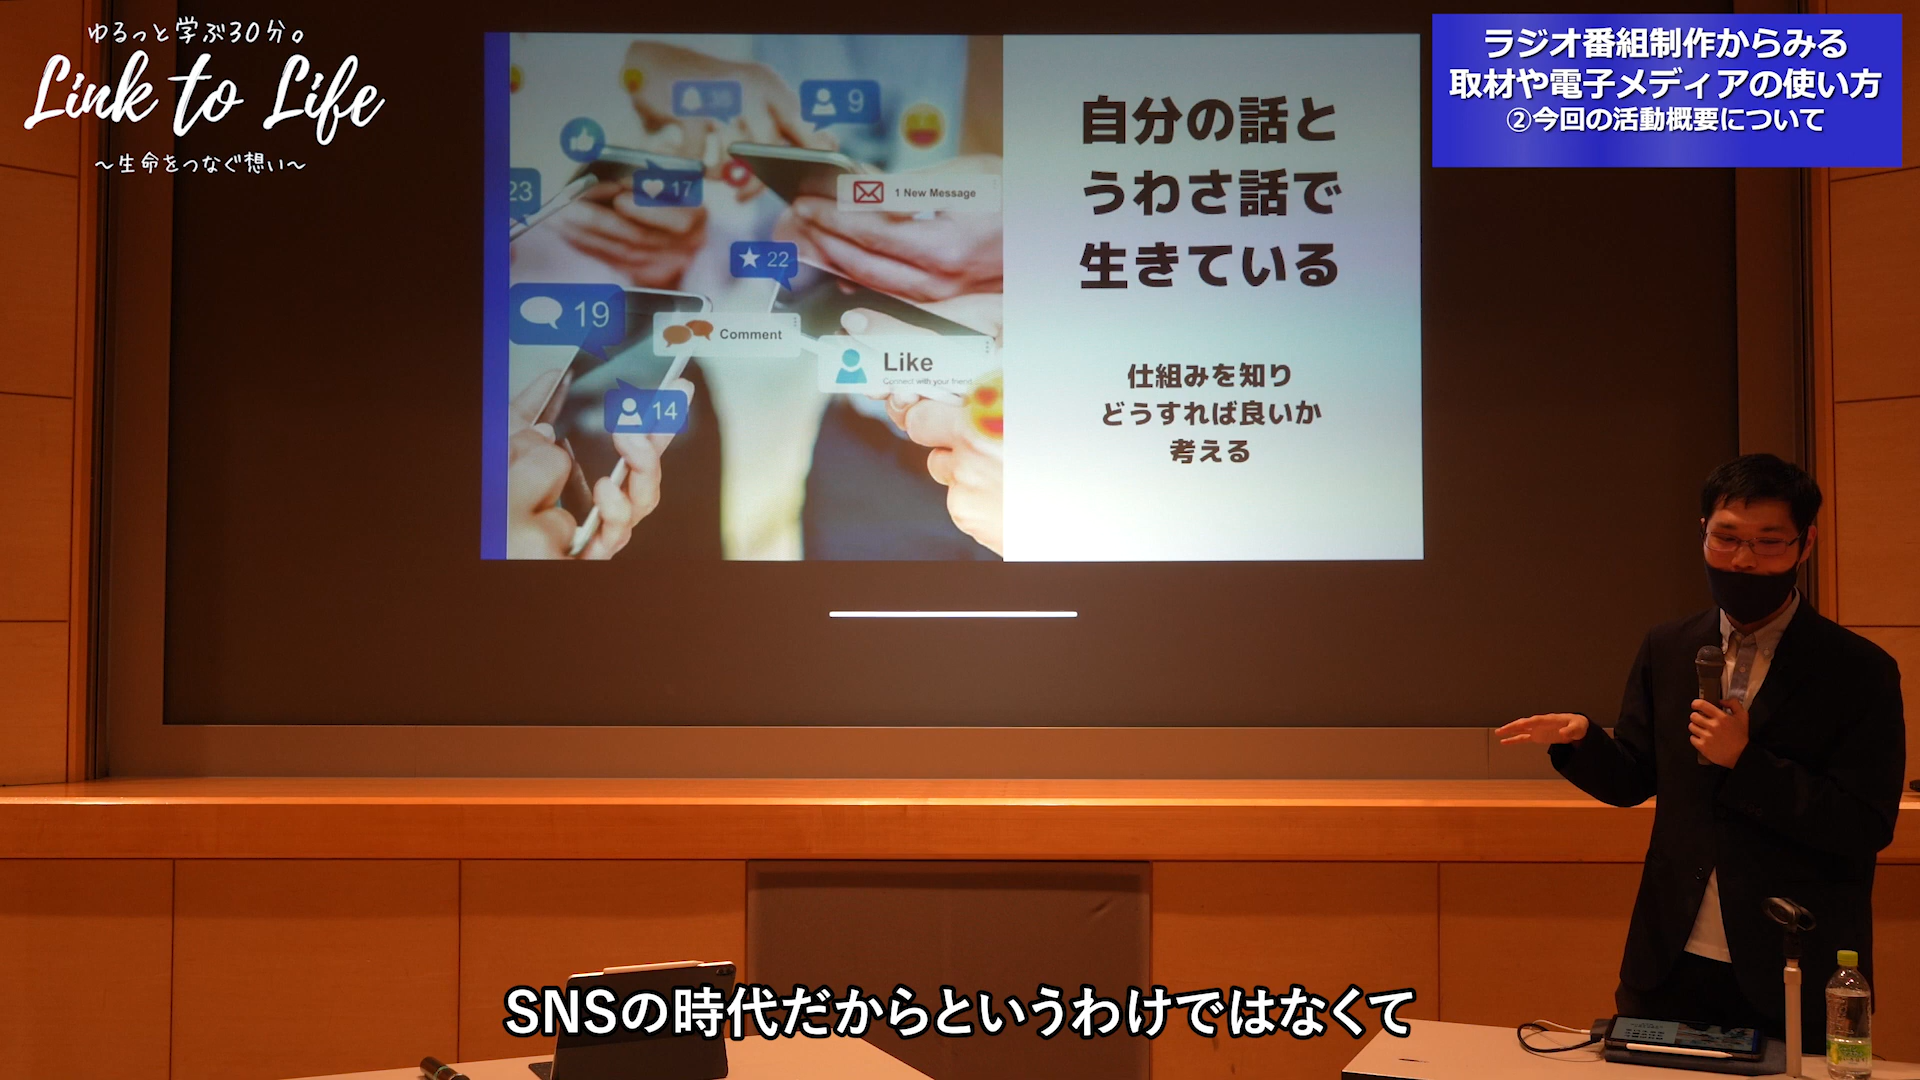 ゆるっと学ぶ30分。
Link to Life
～生命をつなぐ想い～
ラジオ番組制作からみる
取材や電子メディアの使い方
②今回の活動概要について
自分の話と
うわさ話で
生きている
仕組みを知り
どうすれば良いか
考える
38
9
23
17
1 New Message
22
19
Comment
Like
Connect with your friend...
14
SNSの時代だからというわけではなくて